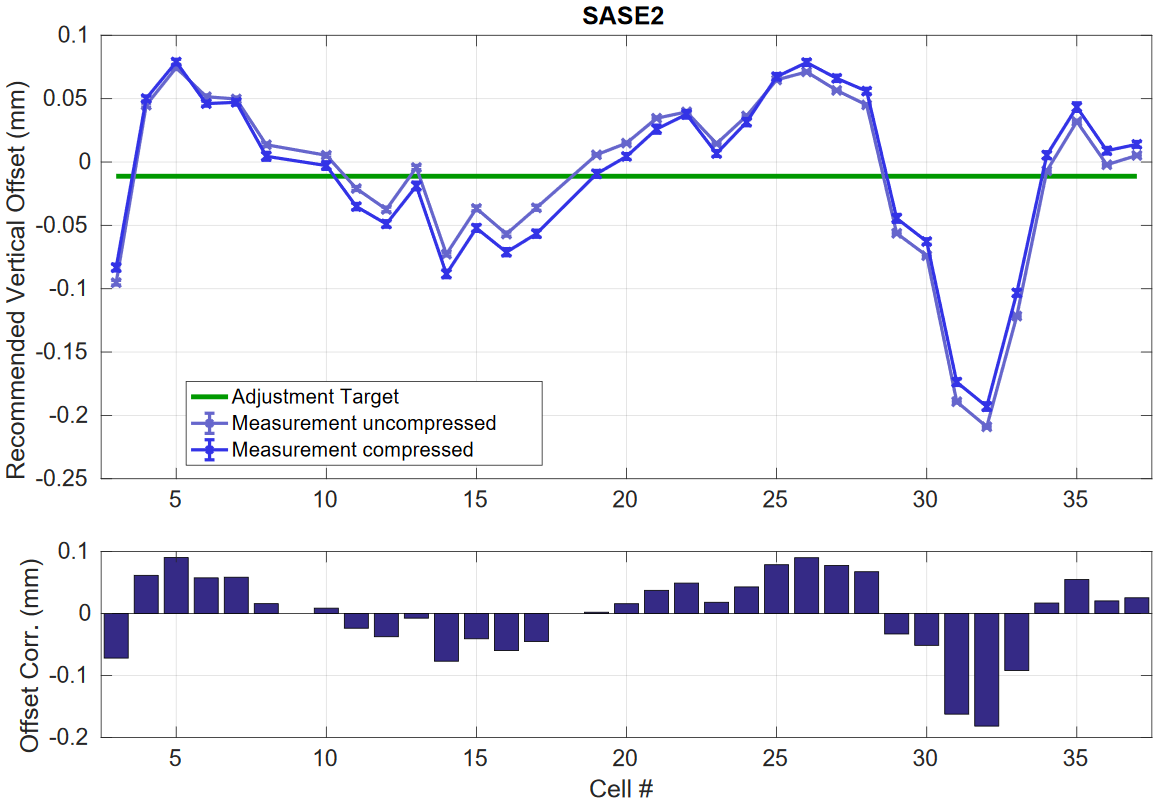 SASE2
Recommended Vertical Offset (mm)
0.1
0.05
0
-0.05
-0.1
-0.15
-0.2
-0.25
Adjustment Target
Measurement uncompressed
Measurement compressed
5 10 15 20 25 30 35
Offset Corr. (mm)
0.1
0
-0.1
-0.2
5 10 15 20 25 30 35
Cell #